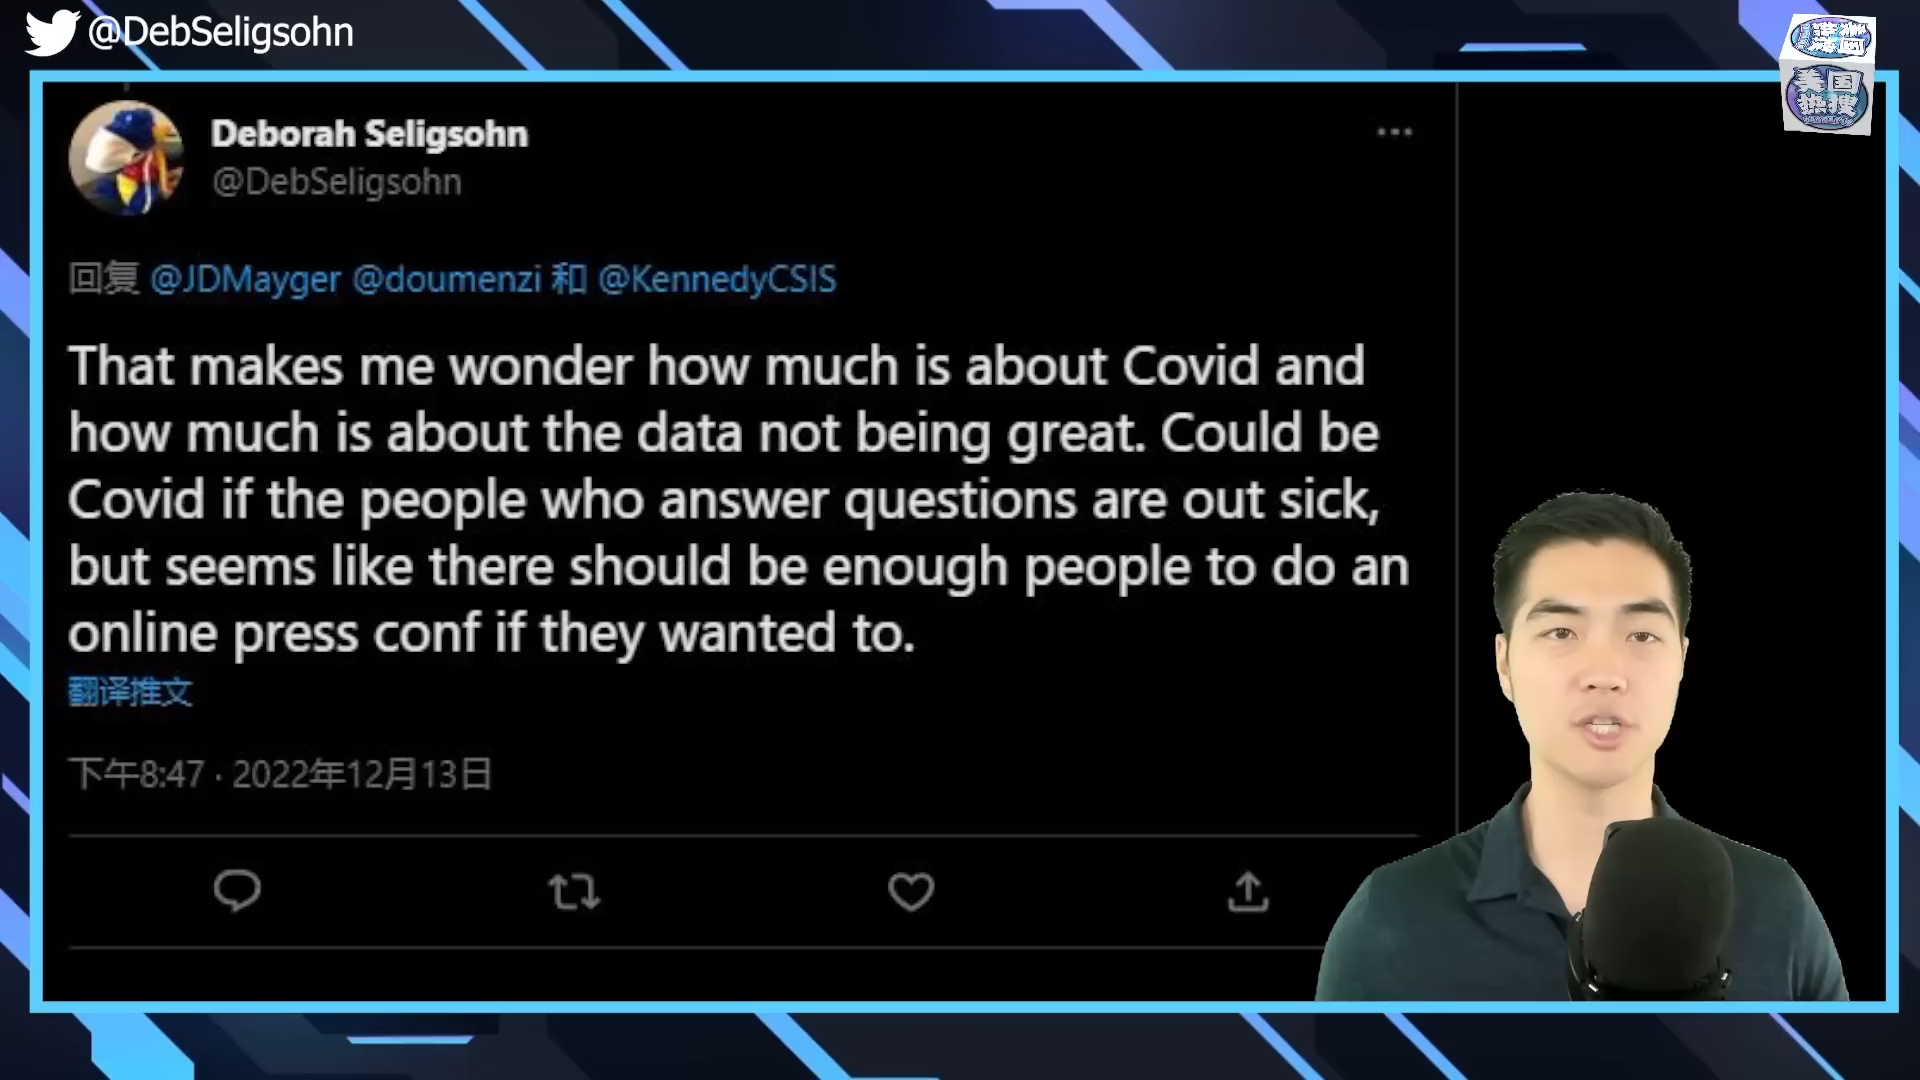 @DebSeligsohn
美国
热搜
Deborah Seligsohn
@DebSeligsohn
回复 @JDMayger @doumenzi 和 @KennedyCSIS
That makes me wonder how much is about Covid and
how much is about the data not being great. Could be
Covid if the people who answer questions are out sick,
but seems like there should be enough people to do an
online press conf if they wanted to.
翻译推文
下午8:47 · 2022年12月13日